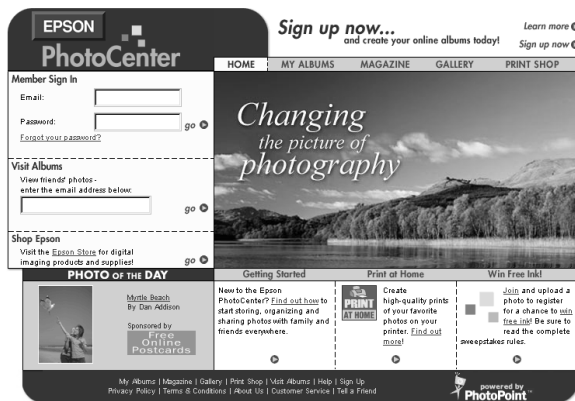 EPSON
PhotoCenter
Sign up now...
and create your online albums today!
Learn more
Sign up now
HOME MY ALBUMS MAGAZINE GALLERY PRINT SHOP
Member Sign In
Email:
Password:
go
Forgot your password?
Visit Albums
View friends' photos -
enter the email address below:
go
Shop Epson
Visit the Epson Store for digital
imaging products and supplies!
go
Changing
the picture of
photography
PHOTO OF THE DAY
Myrtle Beach
By Dan Addison
Sponsored by
Free
Online
Postcards
Getting Started
New to the Epson
PhotoCenter? Find out how to
start storing, organizing and
sharing photos with family and
friends everywhere.
Print at Home
PRINT
AT HOME
Create
high-quality prints
of your favorite
photos on your
printer. Find out
more!
Win Free Ink!
Join and upload a
photo to register
for a chance to win
free ink! Be sure to
read the complete
sweepstakes rules.
My Albums | Magazine | Gallery | Print Shop | Visit Albums | Help | Sign Up
Privacy Policy | Terms & Conditions | About Us | Customer Service | Tell a Friend
powered by
PhotoPoint™